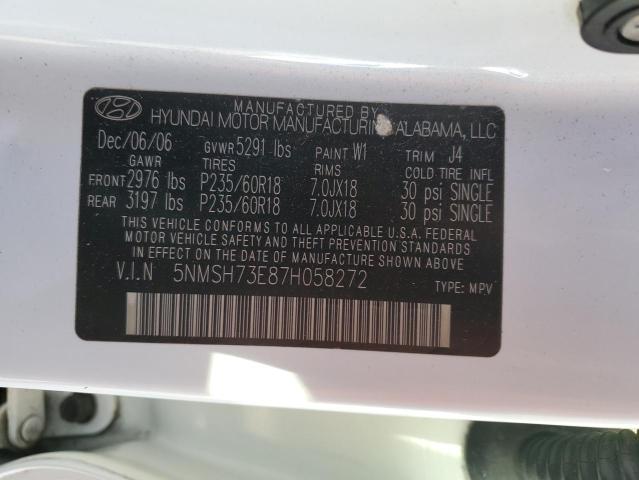 MANUFACTURED BY
HYUNDAI MOTOR MANUFACTURING ALABAMA, LLC
Dec/06/06 GVWR 5291 lbs PAINT W1 TRIM J4
GAWR TIRES RIMS COLD TIRE INFL
FRONT 2976 lbs P235/60R18 7.0JX18 30 psi SINGLE
REAR 3197 lbs P235/60R18 7.0JX18 30 psi SINGLE
THIS VEHICLE CONFORMS TO ALL APPLICABLE U.S.A. FEDERAL
MOTOR VEHICLE SAFETY AND THEFT PREVENTION STANDARDS
IN EFFECT ON THE DATE OF MANUFACTURE SHOWN ABOVE.
V.I.N 5NMSH73E87H058272 TYPE: MPV